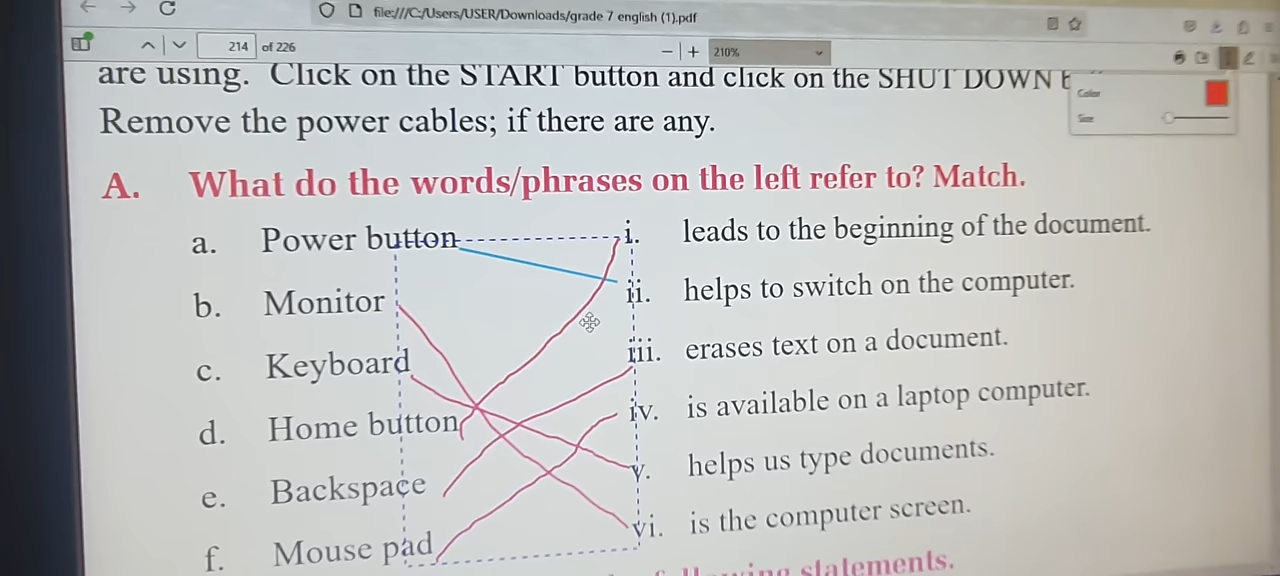 file:///C:/Users/USER/Downloads/grade 7 english (1).pdf
214 of 226
210%
are using. Click on the START button and click on the SHUT DOWN
Color
Remove the power cables; if there are any.
Size
A. What do the words/phrases on the left refer to? Match.
a. Power button i. leads to the beginning of the document.
b. Monitor ii. helps to switch on the computer.
c. Keyboard iii. erases text on a document.
d. Home button iv. is available on a laptop computer.
e. Backspace v. helps us type documents.
f. Mouse pad vi. is the computer screen.
statements.